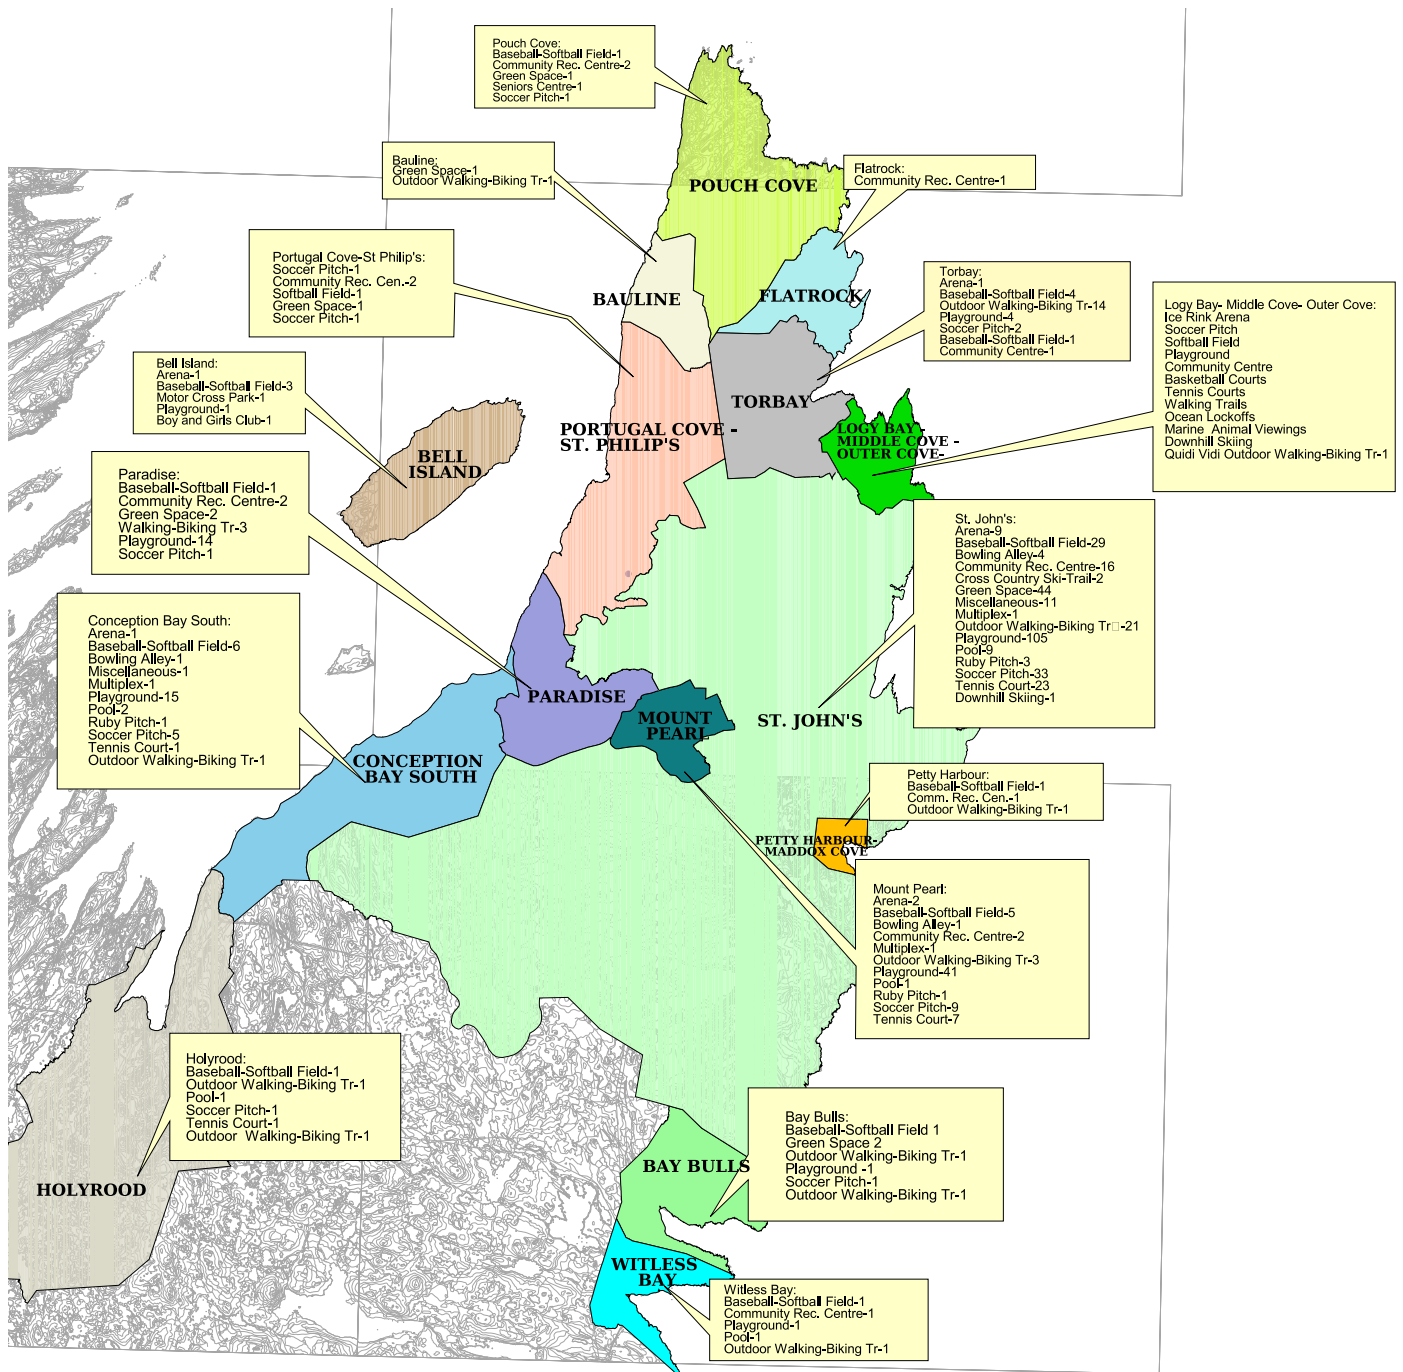 Pouch Cove:
Baseball-Softball Field-1
Community Rec. Centre-2
Green Space-1
Seniors Centre-1
Soccer Pitch-1
Bauline:
Green Space-1
Outdoor Walking-Biking Tr-1
Flatrock:
Community Rec. Centre-1
POUCH COVE
Portugal Cove-St Philip's:
Soccer Pitch-1
Community Rec. Cen.-2
Softball Field-1
Green Space-1
Soccer Pitch-1
BAULINE
FLATROCK
Torbay:
Arena-1
Baseball-Softball Field-4
Outdoor Walking-Biking Tr-14
Playground-4
Soccer Pitch-2
Baseball-Softball Field-1
Community Centre-1
Logy Bay- Middle Cove- Outer Cove:
Ice Rink Arena
Soccer Pitch
Softball Field
Playground
Community Centre
Basketball Courts
Tennis Courts
Walking Trails
Ocean Lockoffs
Marine Animal Viewings
Downhill Skiing
Quidi Vidi Outdoor Walking-Biking Tr-1
Bell Island:
Arena-1
Baseball-Softball Field-3
Motor Cross Park-1
Playground-1
Boy and Girls Club-1
TORBAY
PORTUGAL COVE -
ST. PHILIP'S
LOGY BAY -
MIDDLE COVE -
OUTER COVE-
BELL
ISLAND
Paradise:
Baseball-Softball Field-1
Community Rec. Centre-2
Green Space-2
Walking-Biking Tr-3
Playground-14
Soccer Pitch-1
St. John's:
Arena-9
Baseball-Softball Field-29
Bowling Alley-4
Community Rec. Centre-16
Cross Country Ski-Trail-2
Green Space-44
Miscellaneous-11
Multiplex-1
Outdoor Walking-Biking Tr□-21
Playground-105
Pool-9
Ruby Pitch-3
Soccer Pitch-33
Tennis Court-23
Downhill Skiing-1
Conception Bay South:
Arena-1
Baseball-Softball Field-6
Bowling Alley-1
Miscellaneous-1
Multiplex-1
Playground-15
Pool-2
Ruby Pitch-1
Soccer Pitch-5
Tennis Court-1
Outdoor Walking-Biking Tr-1
PARADISE
MOUNT
PEARL
ST. JOHN'S
CONCEPTION
BAY SOUTH
Petty Harbour:
Baseball-Softball Field-1
Comm. Rec. Cen.-1
Outdoor Walking-Biking Tr-1
PETTY HARBOUR-
MADDOX COVE
Mount Pearl:
Arena-2
Baseball-Softball Field-5
Bowling Alley-1
Community Rec. Centre-2
Multiplex-1
Outdoor Walking-Biking Tr-3
Playground-41
Pool-1
Ruby Pitch-1
Soccer Pitch-9
Tennis Court-7
Holyrood:
Baseball-Softball Field-1
Outdoor Walking-Biking Tr-1
Pool-1
Soccer Pitch-1
Tennis Court-1
Outdoor Walking-Biking Tr-1
HOLYROOD
Bay Bulls:
Baseball-Softball Field 1
Green Space 2
Outdoor Walking-Biking Tr-1
Playground -1
Soccer Pitch-1
Outdoor Walking-Biking Tr-1
BAY BULLS
WITLESS
BAY
Witless Bay:
Baseball-Softball Field-1
Community Rec. Centre-1
Playground-1
Pool-1
Outdoor Walking-Biking Tr-1